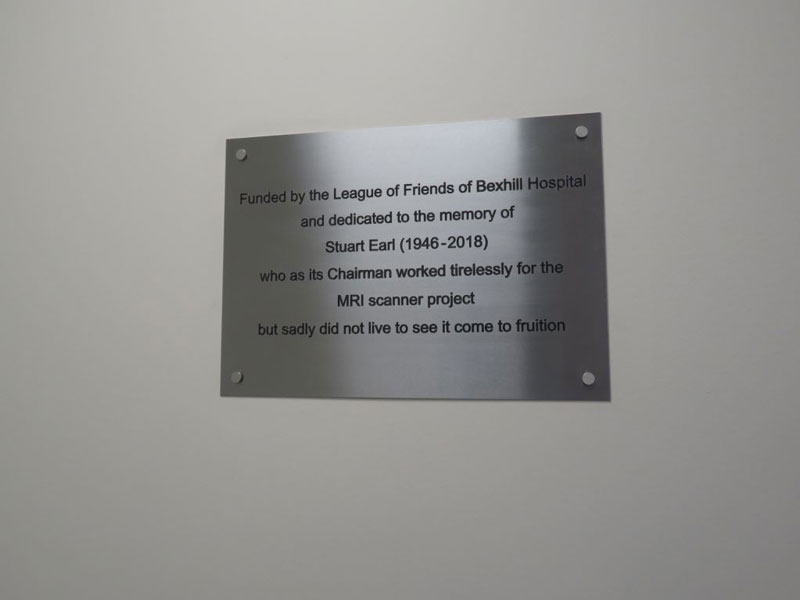 Funded by the League of Friends of Bexhill Hospital
and dedicated to the memory of
Stuart Earl (1946-2018)
who as its Chairman worked tirelessly for the
MRI scanner project
but sadly did not live to see it come to fruition